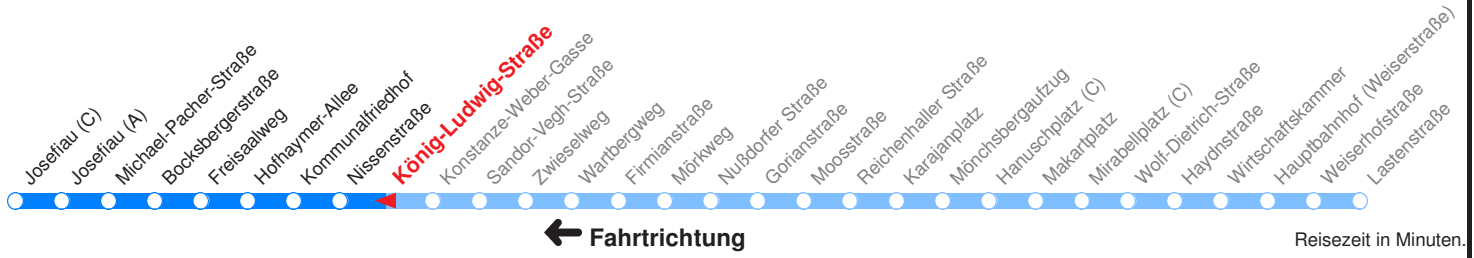 Josefiau (C)
Josefiau (A)
Michael-Pacher-Straße
Bocksbergerstraße
Freisaalweg
Hofhaymer-Allee
Kommunalfriedhof
Nissenstraße
König-Ludwig-Straße
Konstanze-Weber-Gasse
Sandor-Vegh-Straße
Zwieselweg
Wartbergweg
Firmianstraße
Mörkweg
Nußdorfer Straße
Gorianstraße
Moosstraße
Reichenhaller Straße
Karajanplatz
Mönchsbergaufzug
Hanuschplatz (C)
Makartplatz
Mirabellplatz (C)
Wolf-Dietrich-Straße
Haydnstraße
Wirtschaftskammer
Hauptbahnhof (Weiserstraße)
Weiserhofstraße
Lastenstraße
Fahrtrichtung
Reisezeit in Minuten.